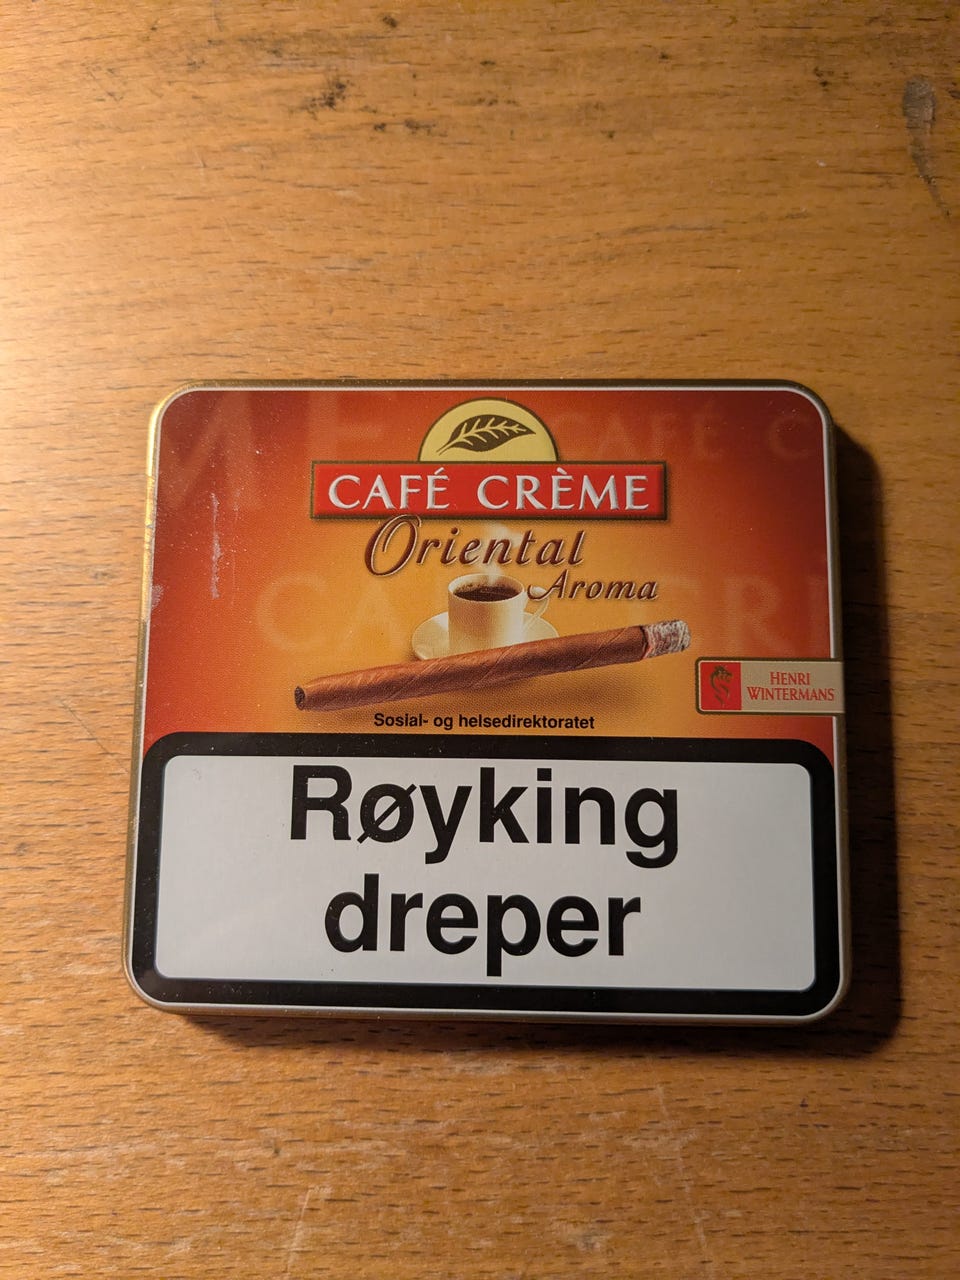 CAFÉ CRÈME
Oriental
Aroma
HENRI
WINTERMANS
Sosial- og helsedirektoratet
Røyking
dreper